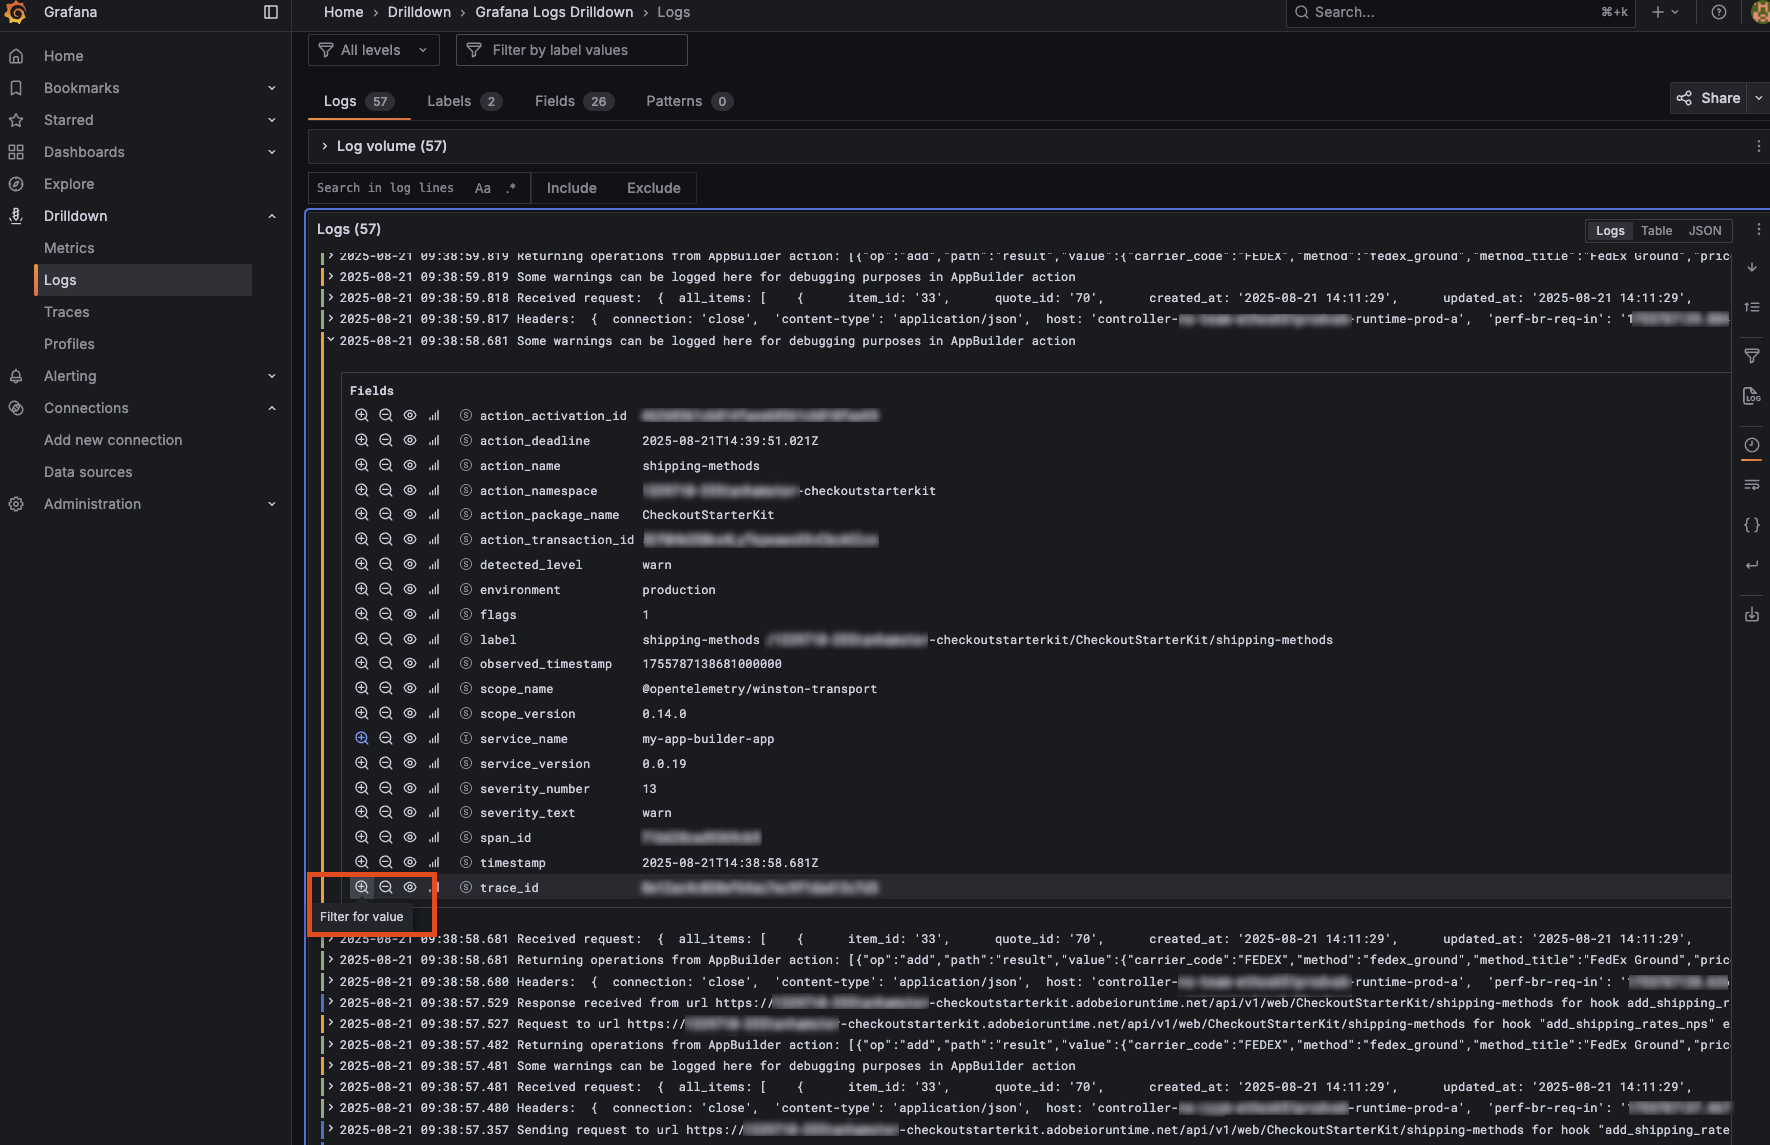 Grafana
Home › Drilldown › Grafana Logs Drilldown › Logs
Search...
⌘+k
Home
Bookmarks
Starred
Dashboards
Explore
Drilldown
Metrics
Logs
Traces
Profiles
Alerting
Connections
Add new connection
Data sources
Administration
All levels
Filter by label values
Logs 57
Labels 2
Fields 26
Patterns 0
Share
Log volume (57)
Search in log lines Aa .* Include Exclude
Logs (57)
Logs Table JSON
2025-08-21 09:38:59.819 Returning operations from AppBuilder action: [{"op":"add","path":"result","value":{"carrier_code":"FEDEX","method":"fedex_ground","method_title":"FedEx Ground","pric
2025-08-21 09:38:59.819 Some warnings can be logged here for debugging purposes in AppBuilder action
2025-08-21 09:38:59.818 Received request: { all_items: [ { item_id: '33', quote_id: '70', created_at: '2025-08-21 14:11:29', updated_at: '2025-08-21 14:11:29',
2025-08-21 09:38:59.817 Headers: { connection: 'close', 'content-type': 'application/json', host: 'controller- -runtime-prod-a', 'perf-br-req-in': '
2025-08-21 09:38:58.681 Some warnings can be logged here for debugging purposes in AppBuilder action
Fields
action_activation_id
action_deadline 2025-08-21T14:39:51.021Z
action_name shipping-methods
action_namespace -checkoutstarterkit
action_package_name CheckoutStarterKit
action_transaction_id
detected_level warn
environment production
flags 1
label shipping-methods -checkoutstarterkit/CheckoutStarterKit/shipping-methods
observed_timestamp 1755787138681000000
scope_name @opentelemetry/winston-transport
scope_version 0.14.0
service_name my-app-builder-app
service_version 0.0.19
severity_number 13
severity_text warn
span_id
timestamp 2025-08-21T14:38:58.681Z
trace_id
Filter for value
2025-08-21 09:38:58.681 Received request: { all_items: [ { item_id: '33', quote_id: '70', created_at: '2025-08-21 14:11:29', updated_at: '2025-08-21 14:11:29',
2025-08-21 09:38:58.681 Returning operations from AppBuilder action: [{"op":"add","path":"result","value":{"carrier_code":"FEDEX","method":"fedex_ground","method_title":"FedEx Ground","pric
2025-08-21 09:38:58.680 Headers: { connection: 'close', 'content-type': 'application/json', host: 'controller- -runtime-prod-a', 'perf-br-req-in': '
2025-08-21 09:38:57.529 Response received from url https:// -checkoutstarterkit.adobeioruntime.net/api/v1/web/CheckoutStarterKit/shipping-methods for hook add_shipping_r
2025-08-21 09:38:57.527 Request to url https:// -checkoutstarterkit.adobeioruntime.net/api/v1/web/CheckoutStarterKit/shipping-methods for hook "add_shipping_rates_nps" e
2025-08-21 09:38:57.482 Returning operations from AppBuilder action: [{"op":"add","path":"result","value":{"carrier_code":"FEDEX","method":"fedex_ground","method_title":"FedEx Ground","pric
2025-08-21 09:38:57.481 Some warnings can be logged here for debugging purposes in AppBuilder action
2025-08-21 09:38:57.481 Received request: { all_items: [ { item_id: '33', quote_id: '70', created_at: '2025-08-21 14:11:29', updated_at: '2025-08-21 14:11:29',
2025-08-21 09:38:57.480 Headers: { connection: 'close', 'content-type': 'application/json', host: 'controller- -runtime-prod-a', 'perf-br-req-in': '
2025-08-21 09:38:57.357 Sending request to url https:// -checkoutstarterkit.adobeioruntime.net/api/v1/web/CheckoutStarterKit/shipping-methods for hook "add_shipping_rate